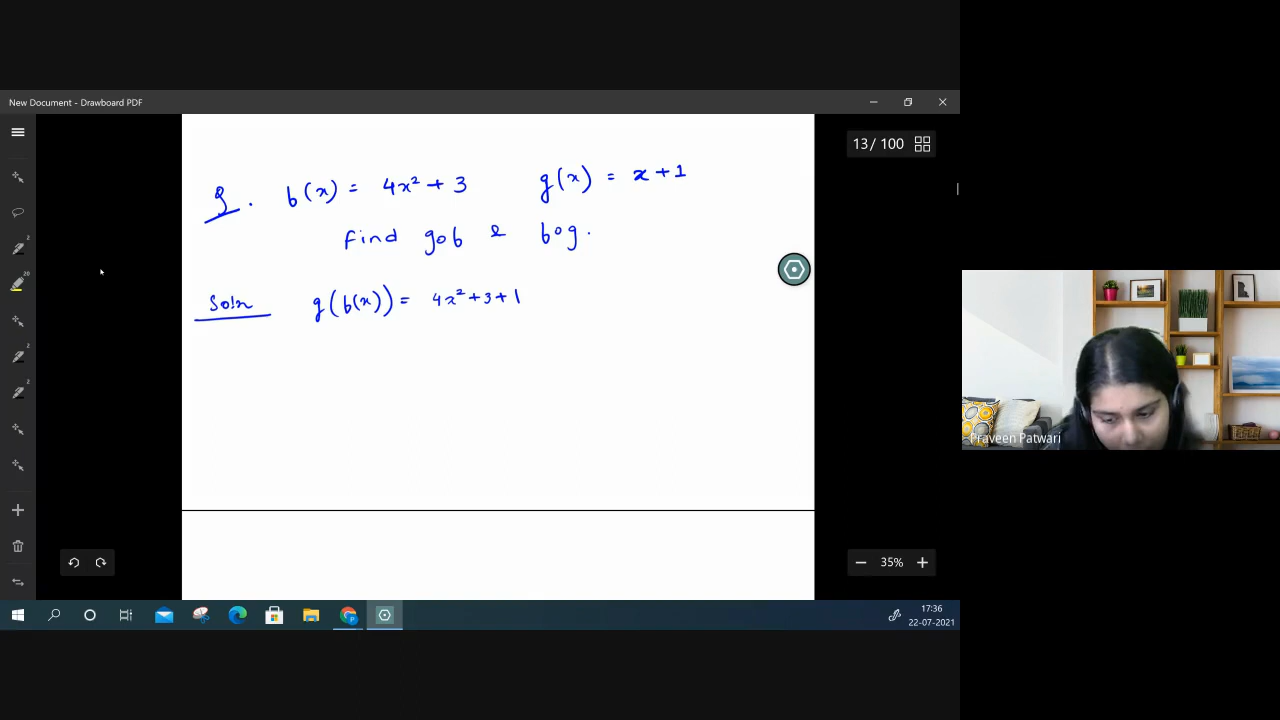 New Document - Drawboard PDF
13 / 100
Q. b(x) = 4x² + 3 g(x) = x + 1
Find gob & bog.
Soln g(b(x)) = 4x² + 3 + 1
Praveen Patwari
35%
17:36
22-07-2021